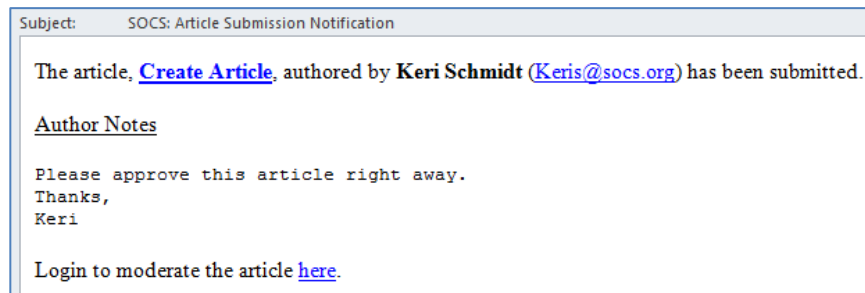 Subject: SOCS: Article Submission Notification
The article, Create Article, authored by Keri Schmidt (Keris@socs.org) has been submitted.
Author Notes
Please approve this article right away.
Thanks,
Keri
Login to moderate the article here.